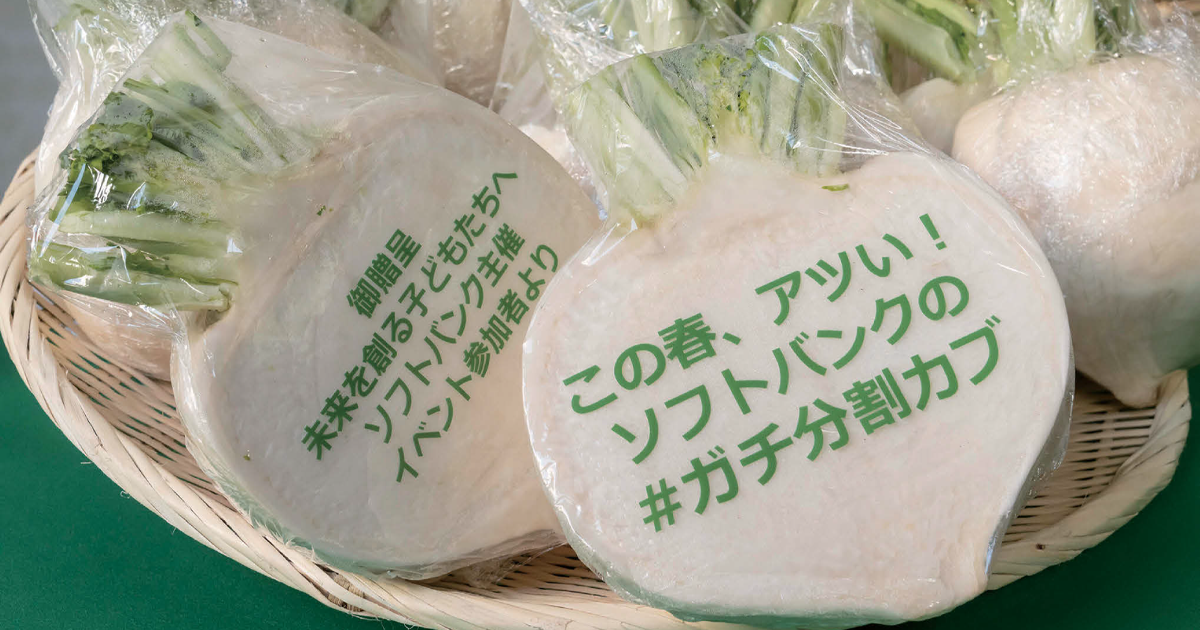 御贈呈
未来を創る子どもたちへ
ソフトバンク主催
イベント参加者より
この春、アツい！
ソフトバンクの
#ガチ分割カブ